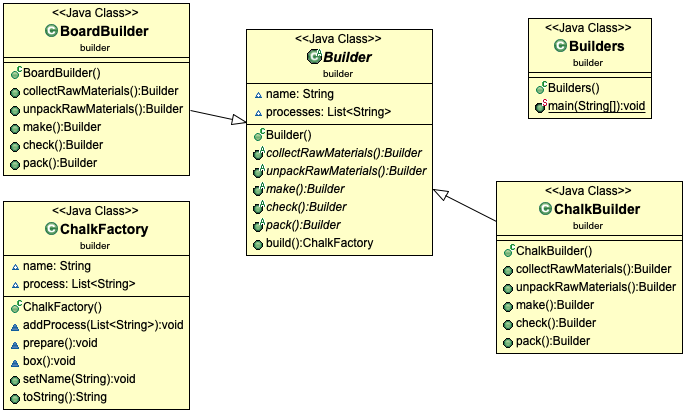 <<Java Class>>
BoardBuilder
builder
BoardBuilder()
collectRawMaterials():Builder
unpackRawMaterials():Builder
make():Builder
check():Builder
pack():Builder
<<Java Class>>
Builder
builder
name: String
processes: List<String>
Builder()
collectRawMaterials():Builder
unpackRawMaterials():Builder
make():Builder
check():Builder
pack():Builder
build():ChalkFactory
<<Java Class>>
Builders
builder
Builders()
main(String[]):void
<<Java Class>>
ChalkFactory
builder
name: String
process: List<String>
ChalkFactory()
addProcess(List<String>):void
prepare():void
box():void
setName(String):void
toString():String
<<Java Class>>
ChalkBuilder
builder
ChalkBuilder()
collectRawMaterials():Builder
unpackRawMaterials():Builder
make():Builder
check():Builder
pack():Builder